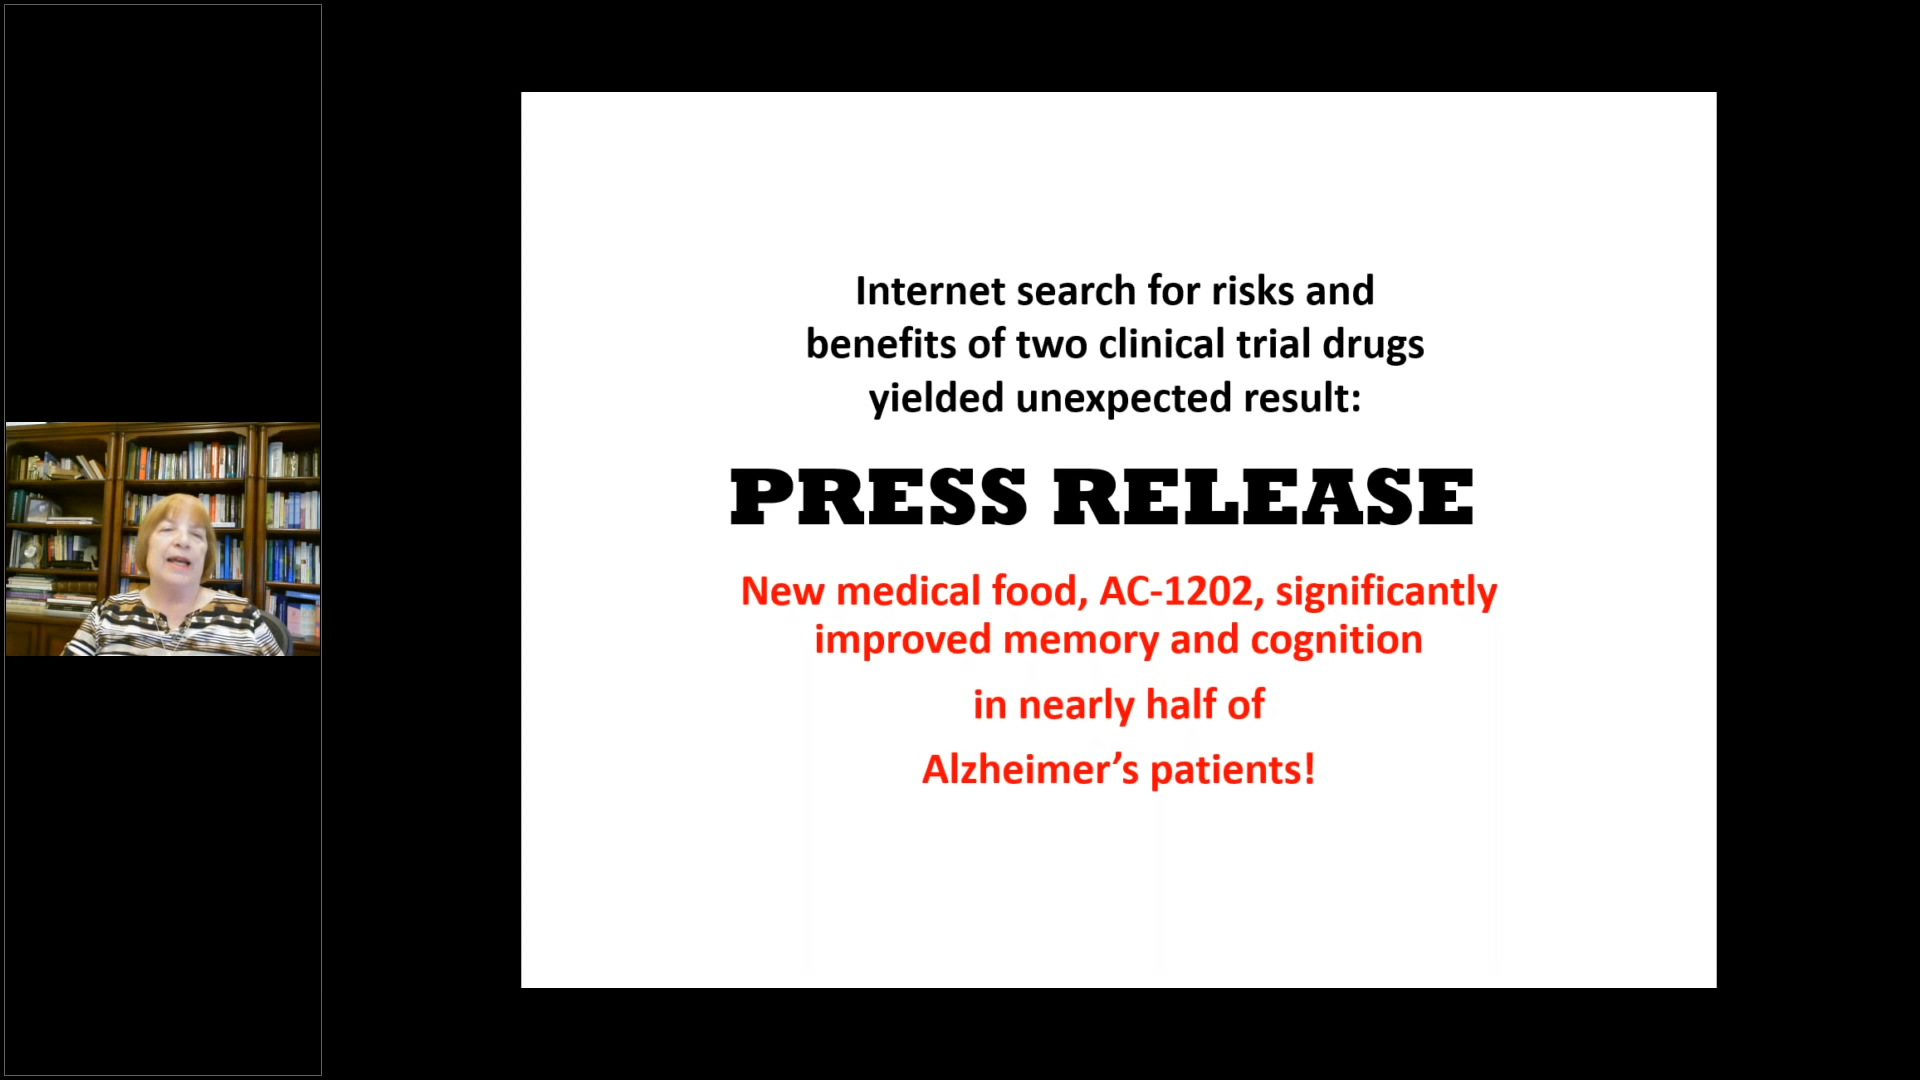 Internet search for risks and
benefits of two clinical trial drugs
yielded unexpected result:
PRESS RELEASE
New medical food, AC-1202, significantly
improved memory and cognition
in nearly half of
Alzheimer’s patients!